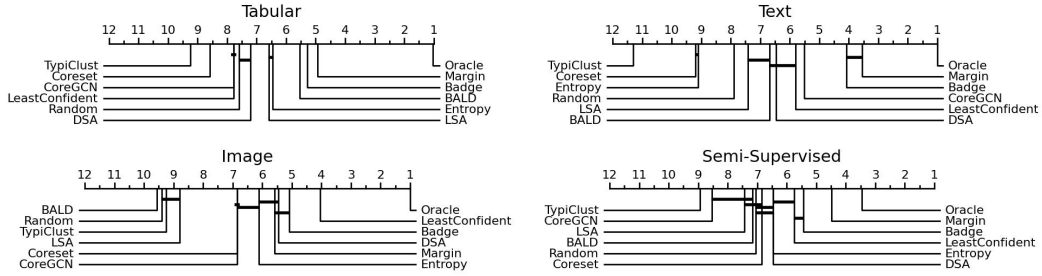 Tabular
12 11 10 9 8 7 6 5 4 3 2 1
TypiClust
Coreset
CoreGCN
LeastConfident
Random
DSA
Oracle
Margin
Badge
BALD
Entropy
LSA
Text
12 11 10 9 8 7 6 5 4 3 2 1
TypiClust
Coreset
Entropy
Random
LSA
BALD
Oracle
Margin
Badge
CoreGCN
LeastConfident
DSA
Image
12 11 10 9 8 7 6 5 4 3 2 1
BALD
Random
TypiClust
LSA
Coreset
CoreGCN
Oracle
LeastConfident
Badge
DSA
Margin
Entropy
Semi-Supervised
12 11 10 9 8 7 6 5 4 3 2 1
TypiClust
CoreGCN
LSA
BALD
Random
Coreset
Oracle
Margin
Badge
LeastConfident
Entropy
DSA